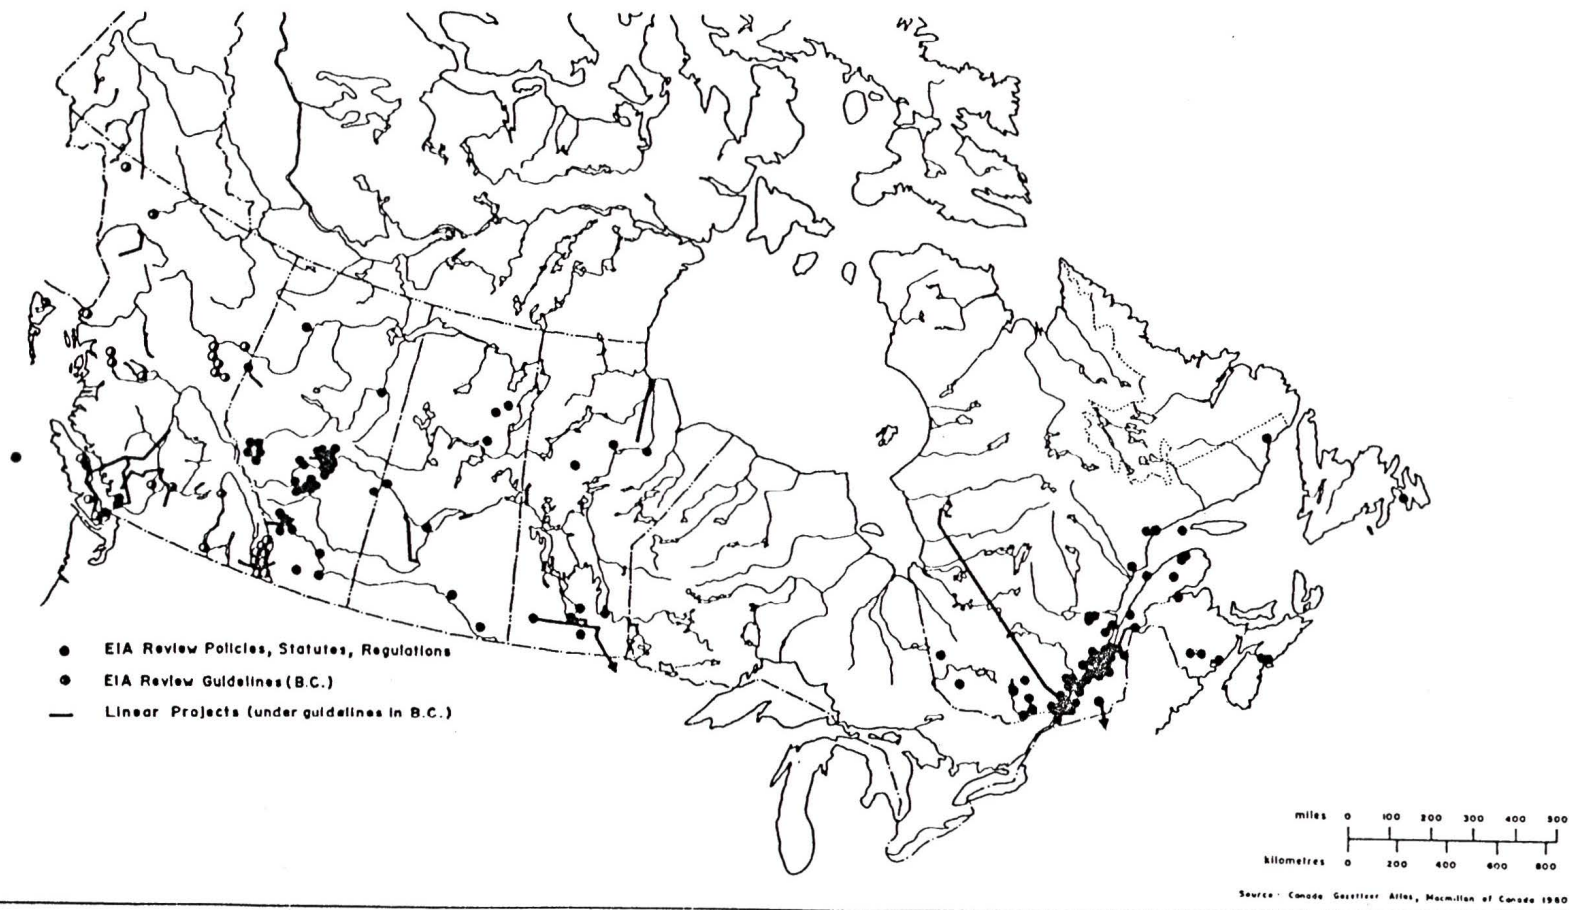 EIA Review Policies, Statutes, Regulations
EIA Review Guidelines (B.C.)
Linear Projects (under guidelines in B.C.)
miles 0 100 200 300 400 500
kilometres 0 200 400 600 800
Source - Canada Gazetteer Atlas, Macmillan of Canada 1980